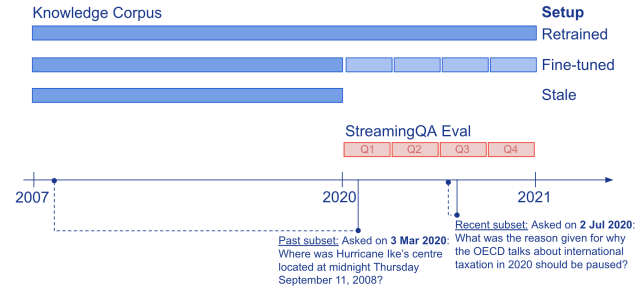 Knowledge Corpus
Setup
Retrained
Fine-tuned
Stale
StreamingQA Eval
Q1 Q2 Q3 Q4
2007 2020 2021
Past subset: Asked on 3 Mar 2020:
Where was Hurricane Ike's centre
located at midnight Thursday
September 11, 2008?
Recent subset: Asked on 2 Jul 2020:
What was the reason given for why
the OECD talks about international
taxation in 2020 should be paused?